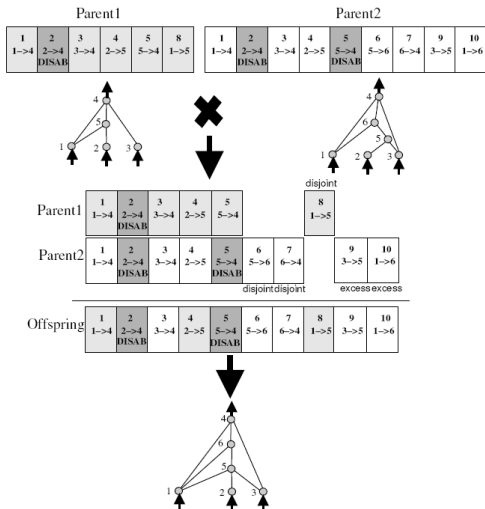 Parent1 Parent2
1 2 3 4 5 8 1 2 3 4 5 6 7 9 10
1->4 2->4 3->4 2->5 5->4 1->5 1->4 2->4 3->4 2->5 5->4 5->6 6->4 3->5 1->6
DISAB DISAB DISAB
4
5
1 2 3
4
6
5
1 2 3
disjoint
Parent1 1 2 3 4 5 8
1->4 2->4 3->4 2->5 5->4 1->5
DISAB
Parent2 1 2 3 4 5 6 7 9 10
1->4 2->4 3->4 2->5 5->4 5->6 6->4 3->5 1->6
DISAB DISAB
disjoint disjoint excess excess
Offspring 1 2 3 4 5 6 7 8 9 10
1->4 2->4 3->4 2->5 5->4 5->6 6->4 1->5 3->5 1->6
DISAB DISAB
4
6
5
1 2 3